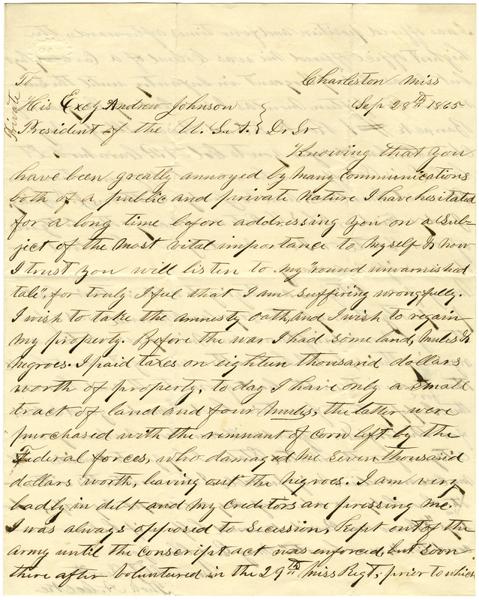 Private
Charleston Miss
To
His Excy Andrew Johnson } Sep 28th 1865
President of the U.S.A. } Dr Sr
Knowing that you
have been greatly annoyed by many communications
both of a public and private nature I have hesitated
for a long time before addressing you on a sub-
ject of the most vital importance to myself & now
I trust you will listen to my "round unvarnished
tale", for truly I feel that I am suffering wrongfully.
I wish to take the amnesty oath, and I wish to regain
my property. Before the war I had some land, mules &
negroes. I paid taxes on eighteen thousand dollars
worth of property, to day I have only a small
tract of land and four mules, the latter were
purchased with the remnant of corn left by the
Federal forces, who damaged me seven thousand
dollars worth, leaving out the negroes. I am very
badly in debt and my creditors are pressing me.
I was always opposed to secession, kept out of the
army until the conscript act was enforced, but soon
there after volunteered in the 29th Miss Regt, prior to which